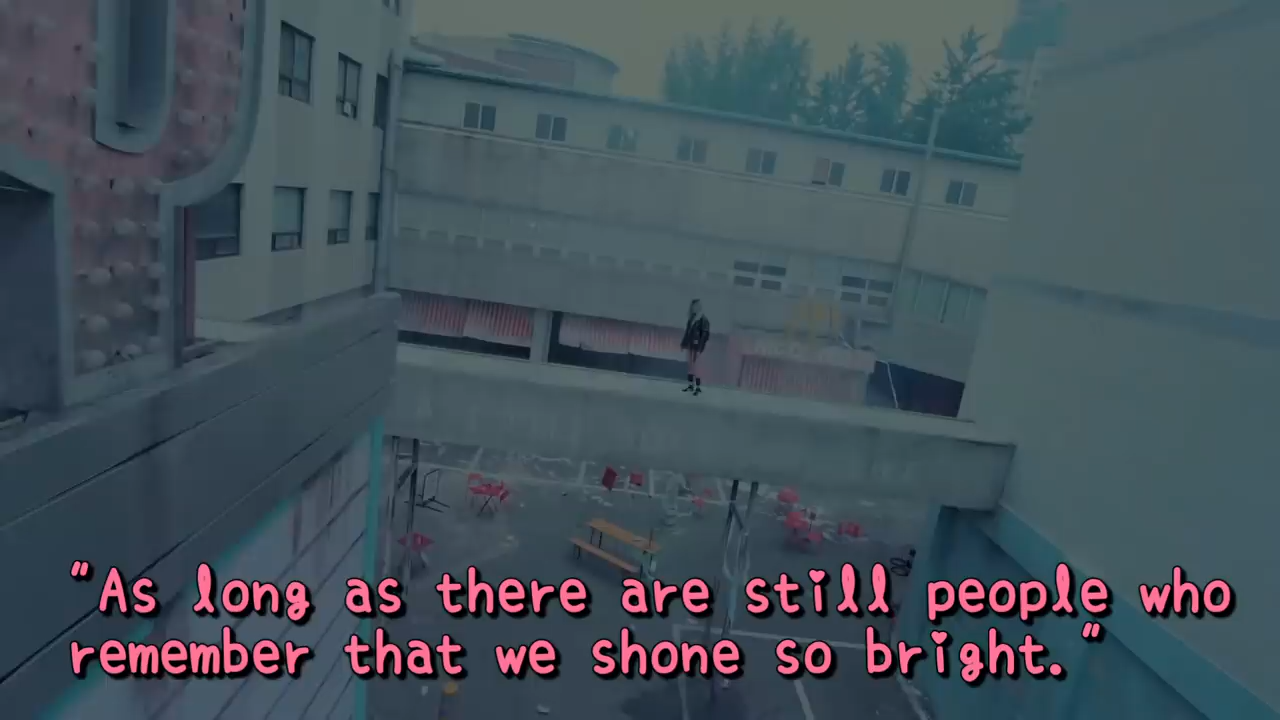 "As long as there are still people who
remember that we shone so bright."